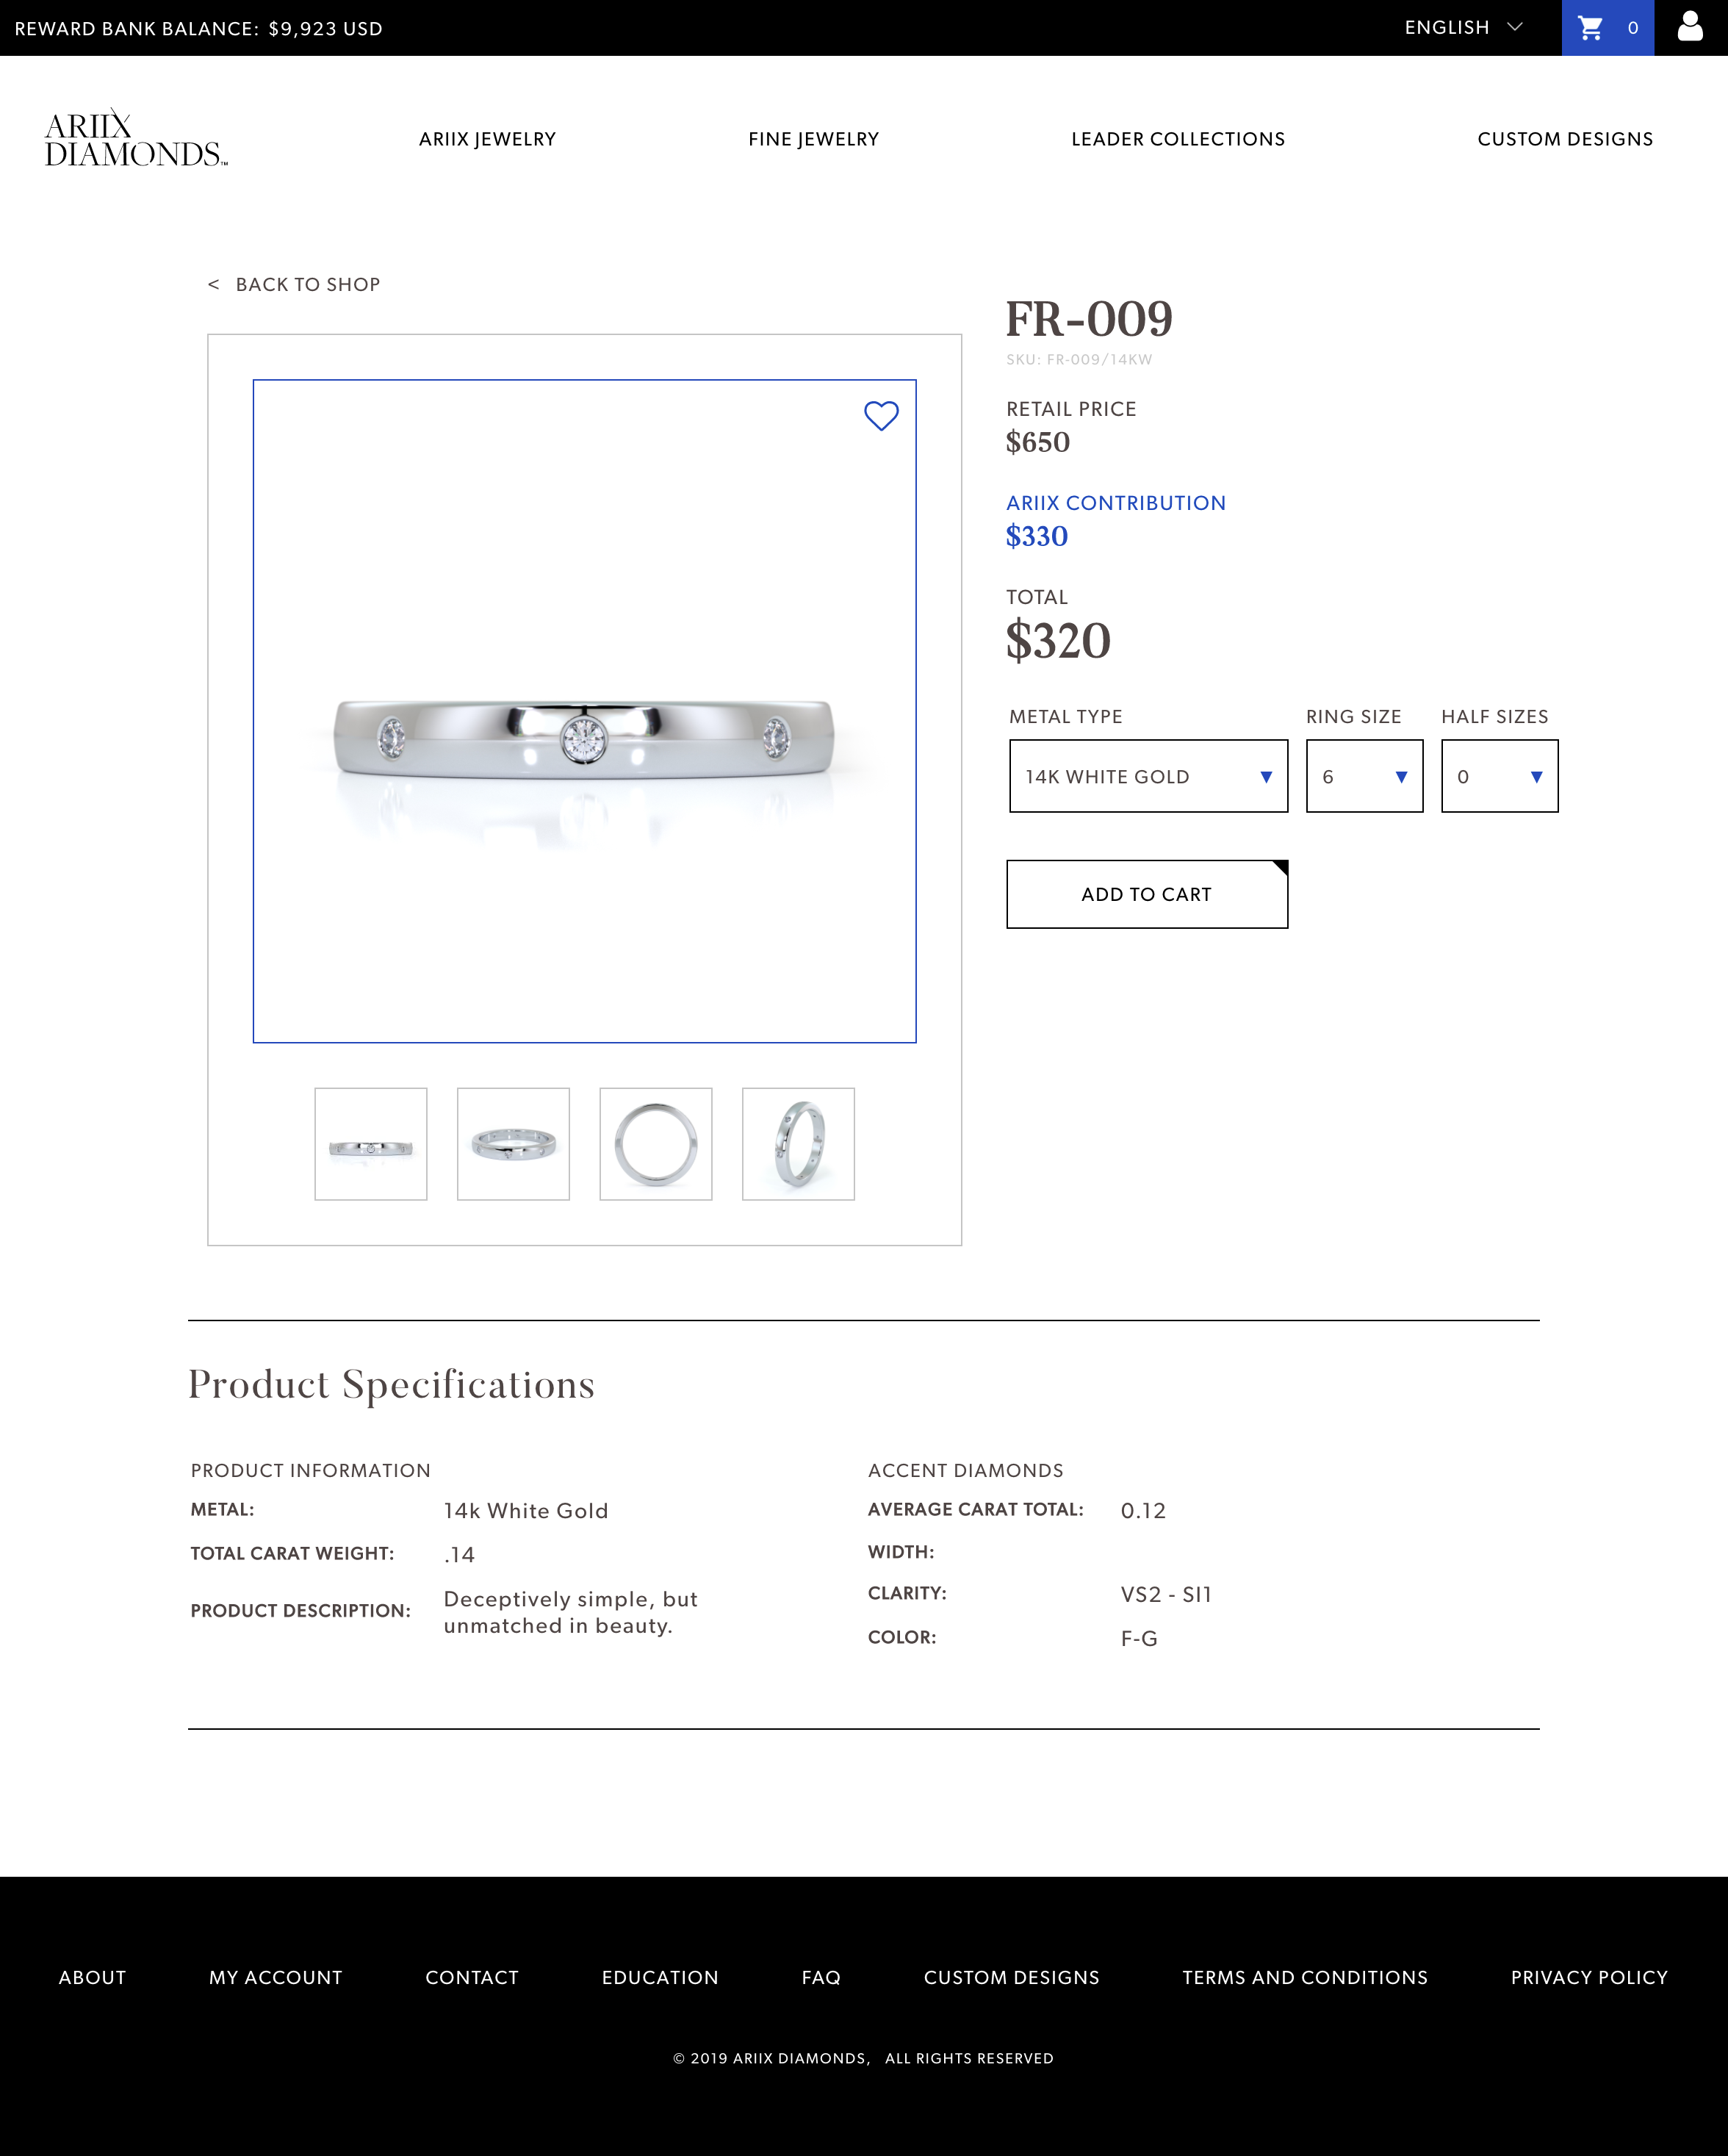 REWARD BANK BALANCE: $9,923 USD
ENGLISH
0
ARIIX
DIAMONDS™
ARIIX JEWELRY
FINE JEWELRY
LEADER COLLECTIONS
CUSTOM DESIGNS
< BACK TO SHOP
FR-009
SKU: FR-009/14KW
RETAIL PRICE
$650
ARIIX CONTRIBUTION
$330
TOTAL
$320
METAL TYPE
RING SIZE
HALF SIZES
14K WHITE GOLD
6
0
ADD TO CART
Product Specifications
PRODUCT INFORMATION
METAL: 14k White Gold
TOTAL CARAT WEIGHT: .14
PRODUCT DESCRIPTION: Deceptively simple, but
unmatched in beauty.
ACCENT DIAMONDS
AVERAGE CARAT TOTAL: 0.12
WIDTH:
CLARITY: VS2 - SI1
COLOR: F-G
ABOUT
MY ACCOUNT
CONTACT
EDUCATION
FAQ
CUSTOM DESIGNS
TERMS AND CONDITIONS
PRIVACY POLICY
© 2019 ARIIX DIAMONDS, ALL RIGHTS RESERVED